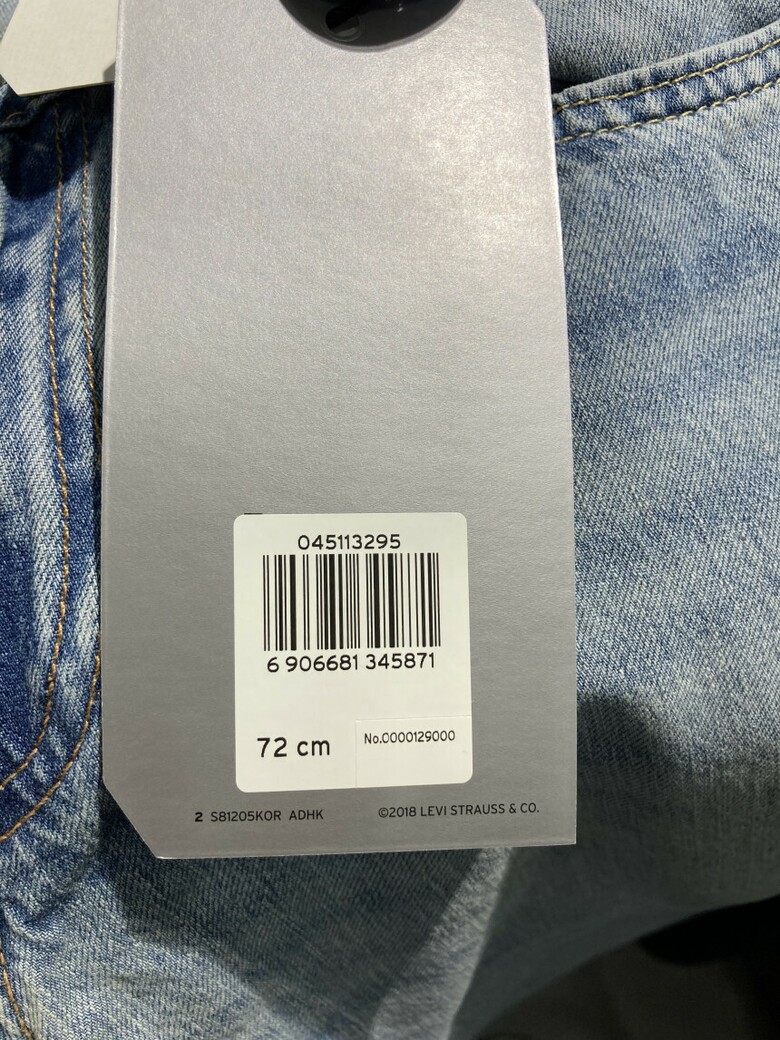 045113295
6 906681 345871
72 cm
No.0000129000
2 S81205KOR ADHK
©2018 LEVI STRAUSS & CO.